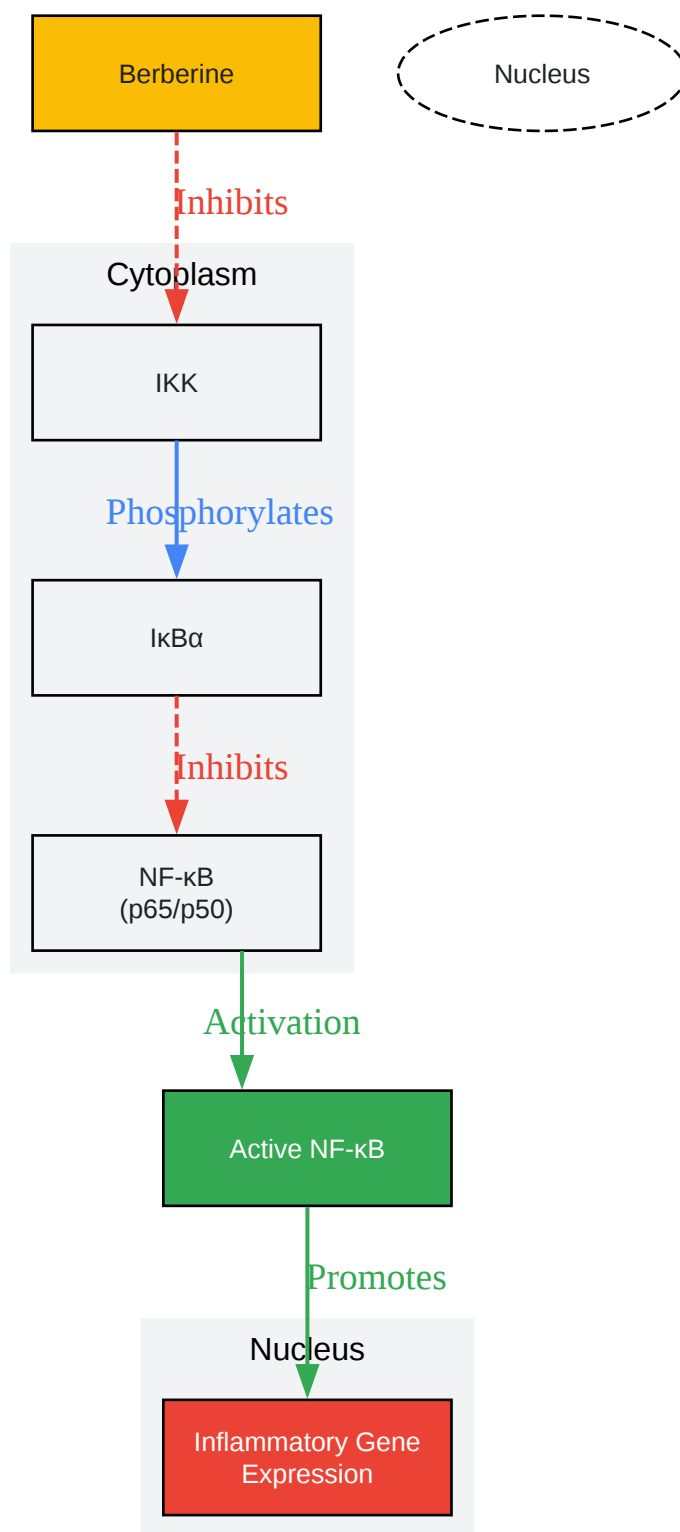 Berberine
Nucleus
Inhibits
Cytoplasm
IKK
Phosphorylates
IκBα
Inhibits
NF-κB
(p65/p50)
Activation
Active NF-κB
Promotes
Nucleus
Inflammatory Gene
Expression